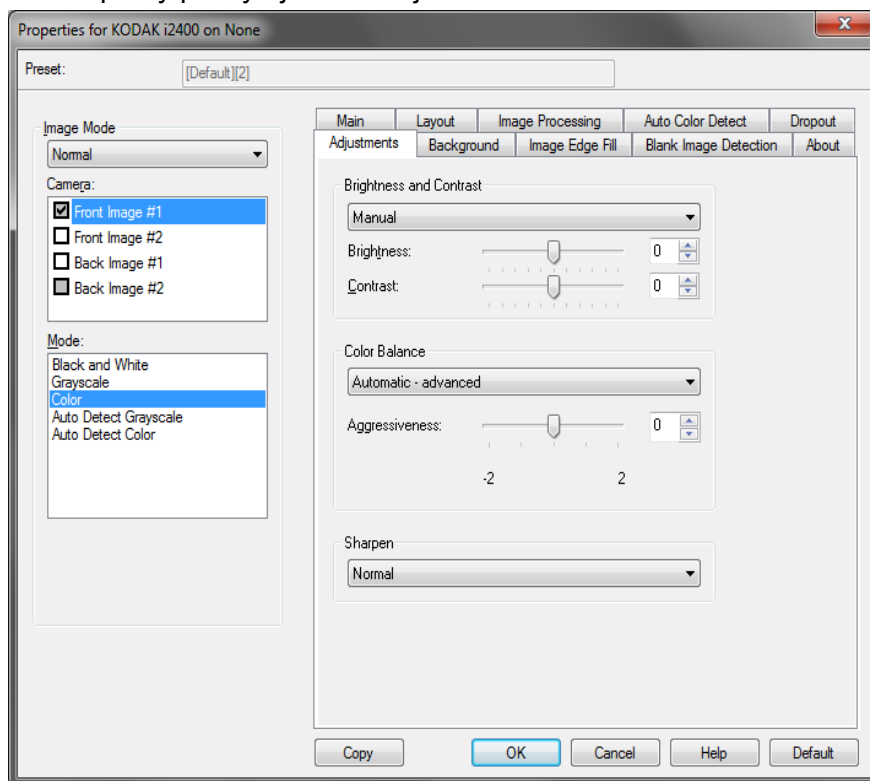 Properties for KODAK i2400 on None
Preset: [Default][2]
Image Mode
Normal
Camera:
Front Image #1
Front Image #2
Back Image #1
Back Image #2
Mode:
Black and White
Grayscale
Color
Auto Detect Grayscale
Auto Detect Color
Main Layout Image Processing Auto Color Detect Dropout
Adjustments Background Image Edge Fill Blank Image Detection About
Brightness and Contrast
Manual
Brightness: 0
Contrast: 0
Color Balance
Automatic - advanced
Aggressiveness: 0
-2 2
Sharpen
Normal
Copy OK Cancel Help Default